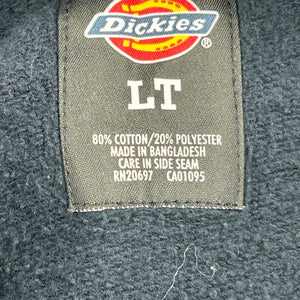 Dickies
®
LT
80% COTTON/20% POLYESTER
MADE IN BANGLADESH
CARE IN SIDE SEAM
RN20697 CA01095